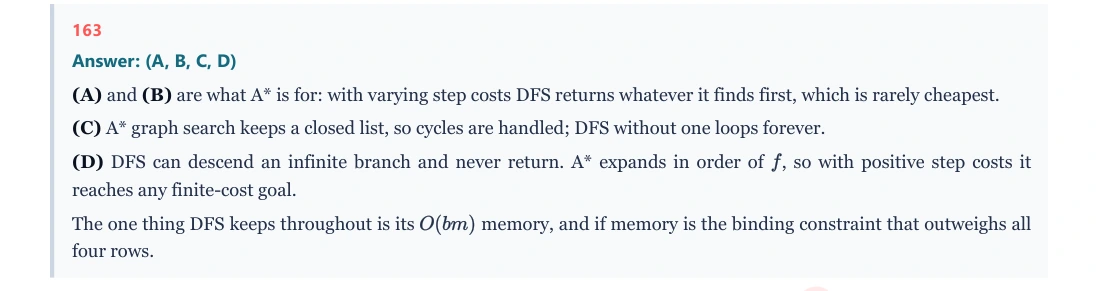 163
Answer: (A, B, C, D)
(A) and (B) are what A* is for: with varying step costs DFS returns whatever it finds first, which is rarely cheapest.
(C) A* graph search keeps a closed list, so cycles are handled; DFS without one loops forever.
(D) DFS can descend an infinite branch and never return. A* expands in order of f, so with positive step costs it
reaches any finite-cost goal.
The one thing DFS keeps throughout is its O(bm) memory, and if memory is the binding constraint that outweighs all
four rows.